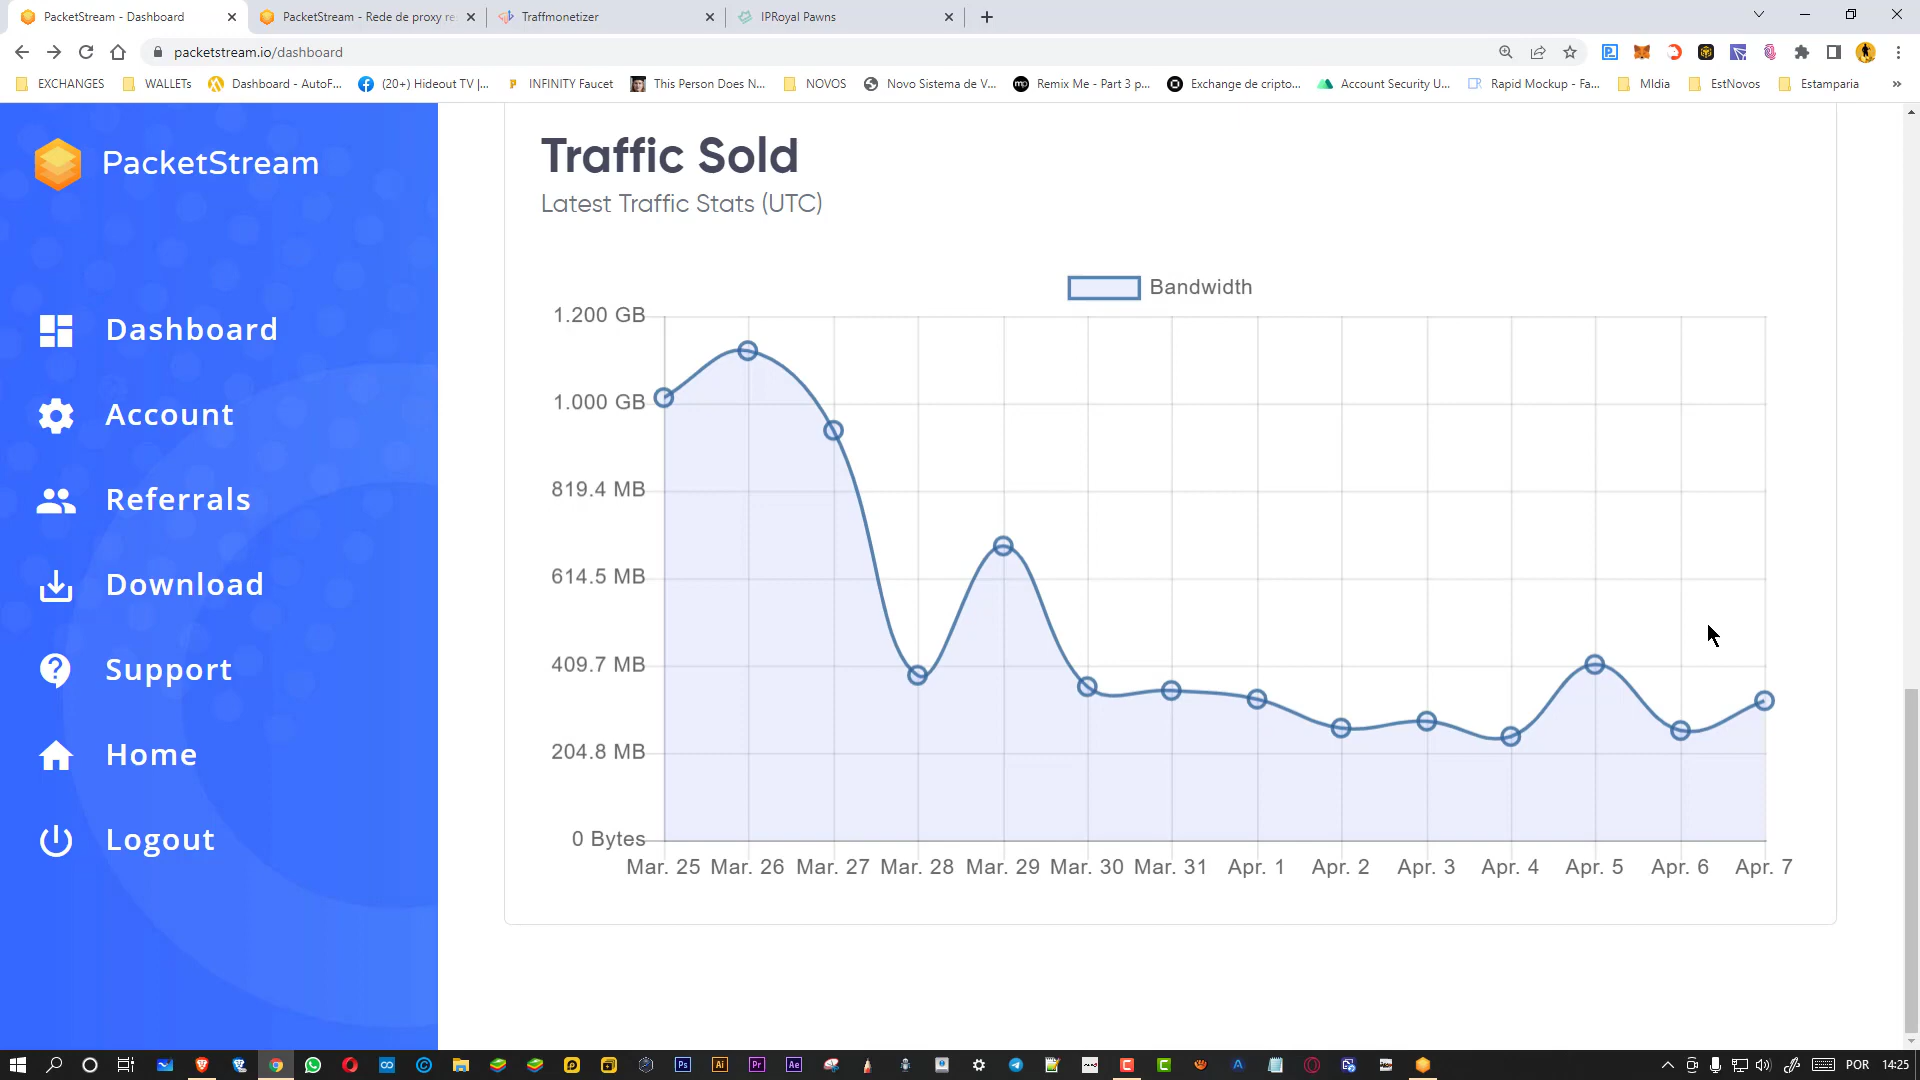 PacketStream - Dashboard
PacketStream - Rede de proxy re
Traffmonetizer
IPRoyal Pawns
packetstream.io/dashboard
EXCHANGES
WALLETs
Dashboard - AutoF...
(20+) Hideout TV |...
INFINITY Faucet
This Person Does N...
NOVOS
Novo Sistema de V...
Remix Me - Part 3 p...
Exchange de cripto...
Account Security U...
Rapid Mockup - Fa...
MIdia
EstNovos
Estamparia
»
PacketStream
Dashboard
Account
Referrals
Download
Support
Home
Logout
Traffic Sold
Latest Traffic Stats (UTC)
Bandwidth
1.200 GB
1.000 GB
819.4 MB
614.5 MB
409.7 MB
204.8 MB
0 Bytes
Mar. 25 Mar. 26 Mar. 27 Mar. 28 Mar. 29 Mar. 30 Mar. 31 Apr. 1 Apr. 2 Apr. 3 Apr. 4 Apr. 5 Apr. 6 Apr. 7
Ps
Ai
Pr
Ae
POR
14:25